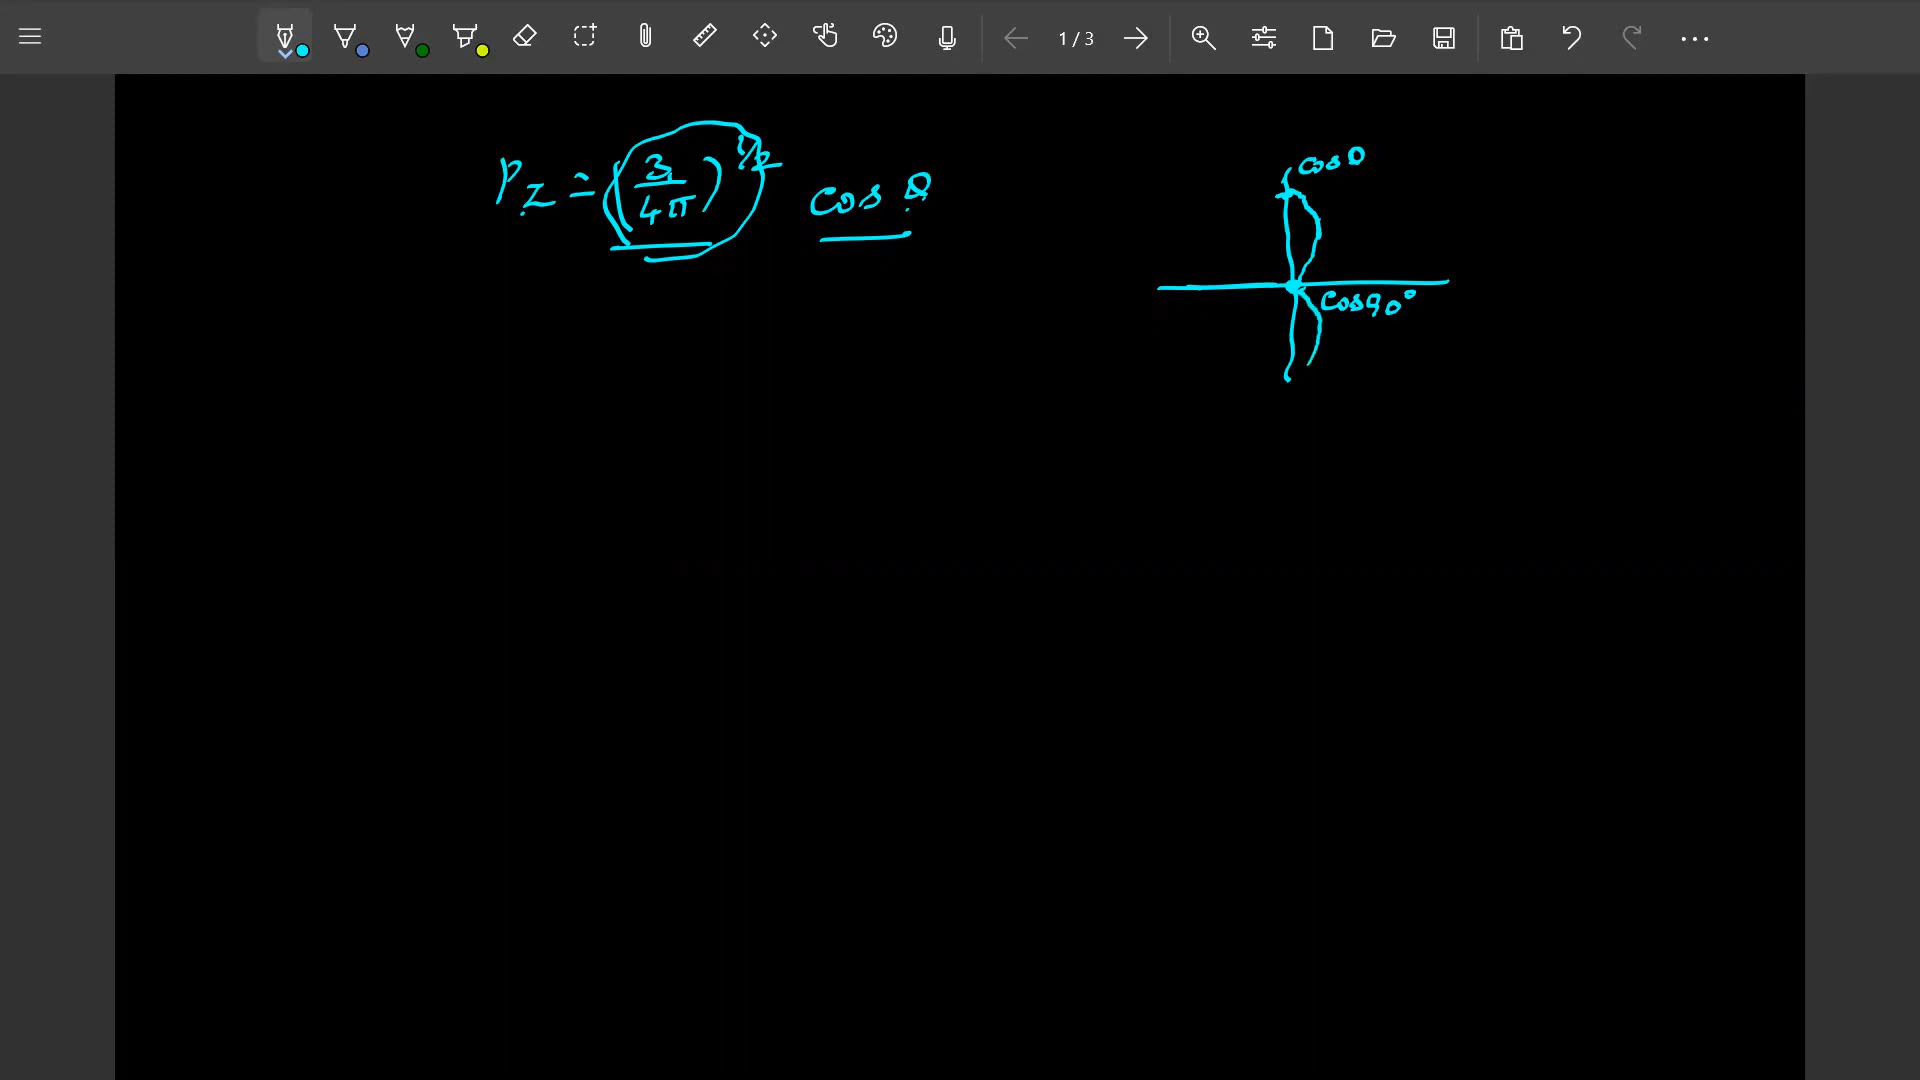 1 / 3
Pz = (3/4π)^1/2 cos θ
cos 0
cos 90°